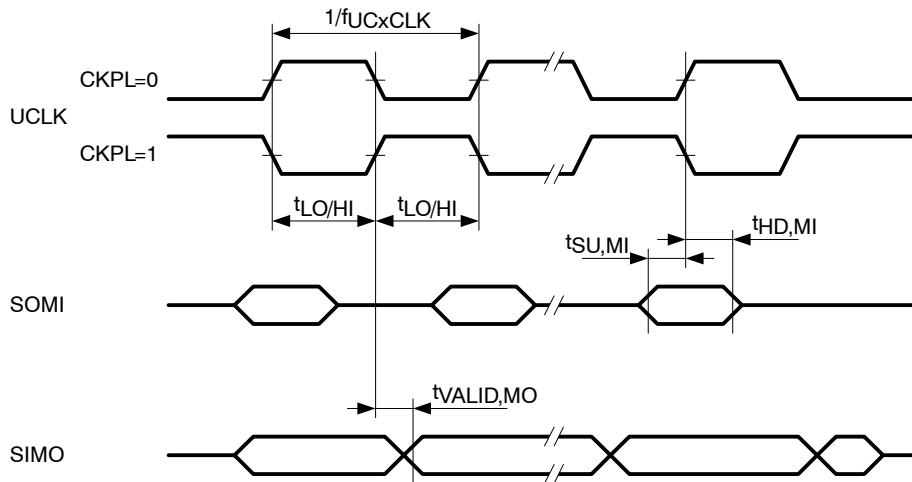 1/fUCxCLK
CKPL=0
UCLK
CKPL=1
tLO/HI tLO/HI
tHD,MI
tSU,MI
SOMI
tVALID,MO
SIMO